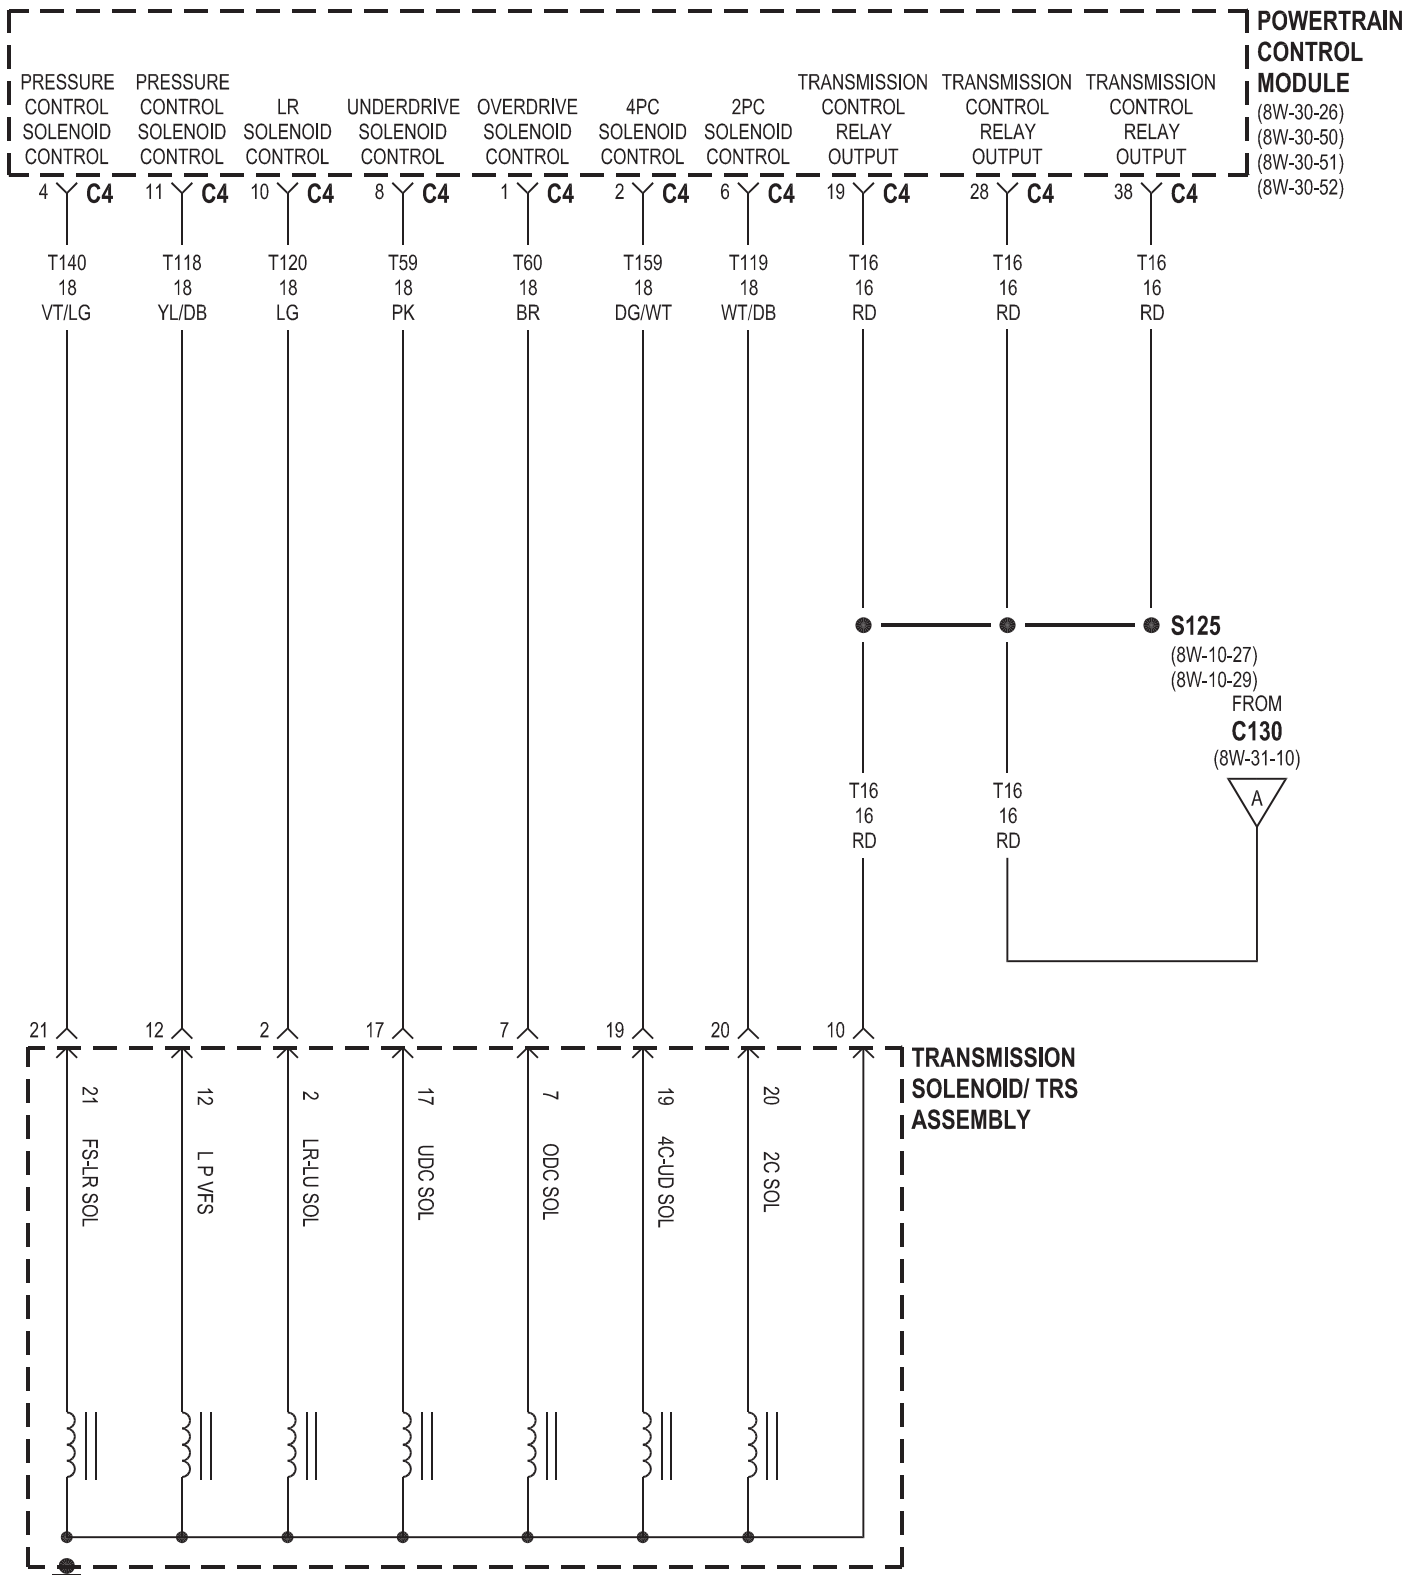 POWERTRAIN
CONTROL
MODULE
(8W-30-26)
(8W-30-50)
(8W-30-51)
(8W-30-52)
PRESSURE
CONTROL
SOLENOID
CONTROL
PRESSURE
CONTROL
SOLENOID
CONTROL
LR
SOLENOID
CONTROL
UNDERDRIVE
SOLENOID
CONTROL
OVERDRIVE
SOLENOID
CONTROL
4PC
SOLENOID
CONTROL
2PC
SOLENOID
CONTROL
TRANSMISSION
CONTROL
RELAY
OUTPUT
TRANSMISSION
CONTROL
RELAY
OUTPUT
TRANSMISSION
CONTROL
RELAY
OUTPUT
4 C4 11 C4 10 C4 8 C4 1 C4 2 C4 6 C4 19 C4 28 C4 38 C4
T140 T118 T120 T59 T60 T159 T119 T16 T16 T16
18 18 18 18 18 18 18 16 16 16
VT/LG YL/DB LG PK BR DG/WT WT/DB RD RD RD
S125
(8W-10-27)
(8W-10-29)
FROM
C130
(8W-31-10)
A
T16 T16
16 16
RD RD
21 12 2 17 7 19 20 10
TRANSMISSION
SOLENOID/ TRS
ASSEMBLY
21 FS-LR SOL
12 L P VFS
2 LR-LU SOL
17 UDC SOL
7 ODC SOL
19 4C-UD SOL
20 2C SOL